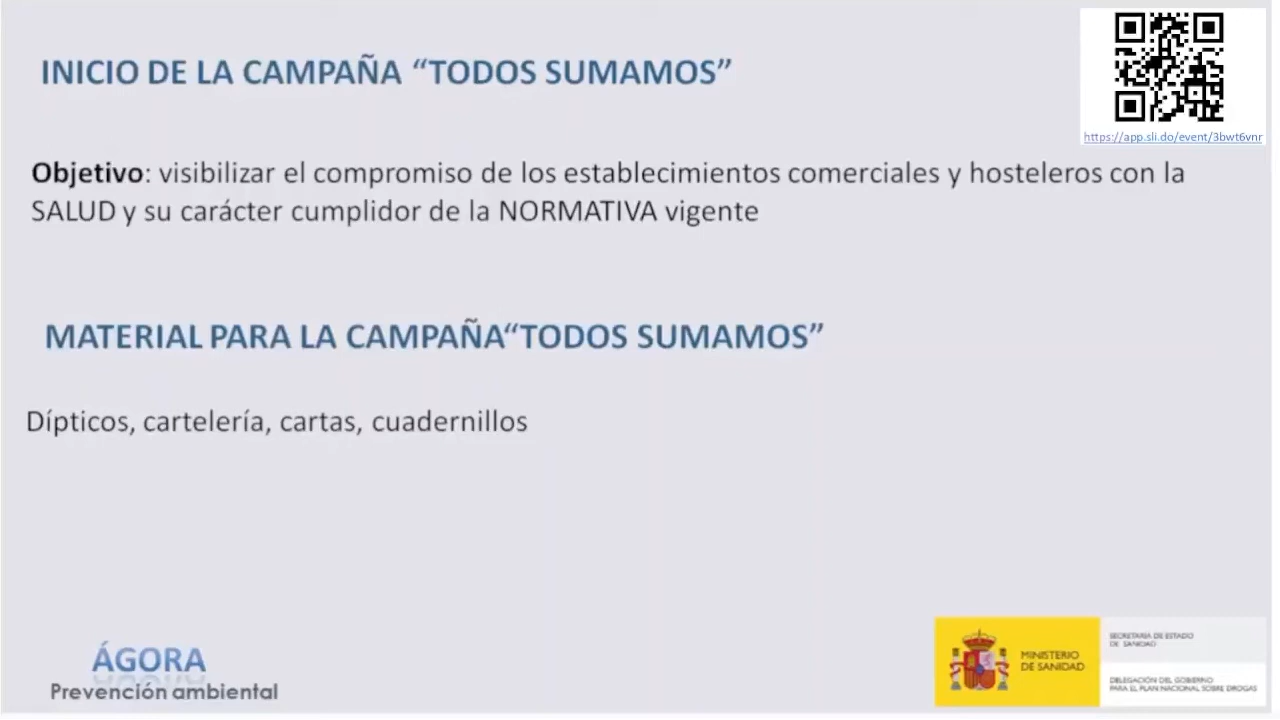 INICIO DE LA CAMPAÑA “TODOS SUMAMOS”
https://app.sli.do/event/3bwt6vnr
Objetivo: visibilizar el compromiso de los establecimientos comerciales y hosteleros con la
SALUD y su carácter cumplidor de la NORMATIVA vigente
MATERIAL PARA LA CAMPAÑA“TODOS SUMAMOS”
Dípticos, cartelería, cartas, cuadernillos
ÁGORA
Prevención ambiental
MINISTERIO
DE SANIDAD
SECRETARÍA DE ESTADO
DE SANIDAD
DELEGACIÓN DEL GOBIERNO
PARA EL PLAN NACIONAL SOBRE DROGAS